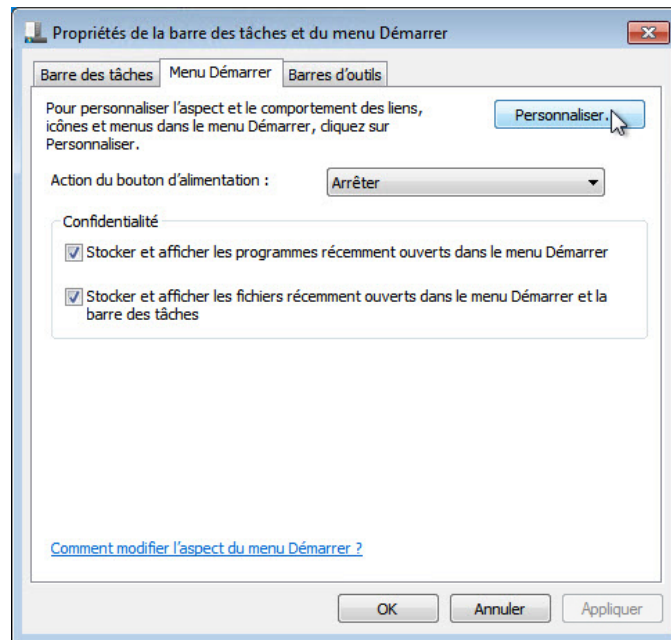 Propriétés de la barre des tâches et du menu Démarrer
Barre des tâches Menu Démarrer Barres d'outils
Pour personnaliser l'aspect et le comportement des liens,
icônes et menus dans le menu Démarrer, cliquez sur
Personnaliser.
Personnaliser.
Action du bouton d'alimentation :
Arrêter
Confidentialité
Stocker et afficher les programmes récemment ouverts dans le menu Démarrer
Stocker et afficher les fichiers récemment ouverts dans le menu Démarrer et la
barre des tâches
Comment modifier l'aspect du menu Démarrer ?
OK Annuler Appliquer